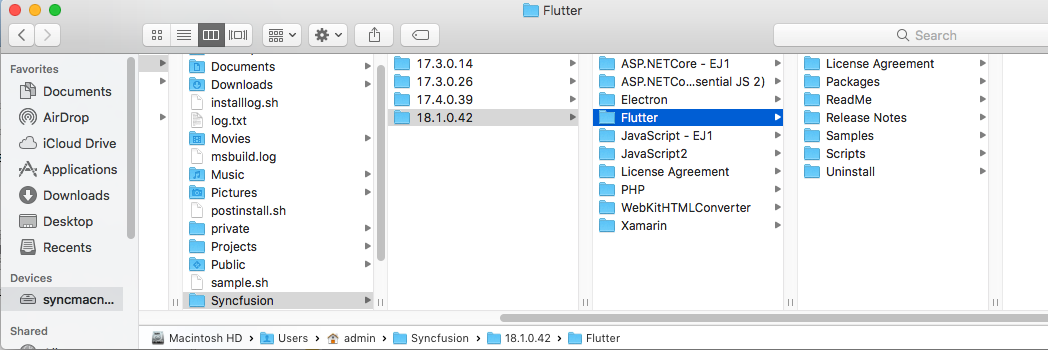 Flutter
Search
Favorites
Documents
AirDrop
iCloud Drive
Applications
Downloads
Desktop
Recents
Devices
syncmacn...
Shared
Documents
Downloads
installlog.sh
log.txt
Movies
msbuild.log
Music
Pictures
postinstall.sh
private
Projects
Public
sample.sh
Syncfusion
17.3.0.14
17.3.0.26
17.4.0.39
18.1.0.42
ASP.NETCore - EJ1
ASP.NETCo...sential JS 2)
Electron
Flutter
JavaScript - EJ1
JavaScript2
License Agreement
PHP
WebKitHTMLConverter
Xamarin
License Agreement
Packages
ReadMe
Release Notes
Samples
Scripts
Uninstall
Macintosh HD
Users
admin
Syncfusion
18.1.0.42
Flutter